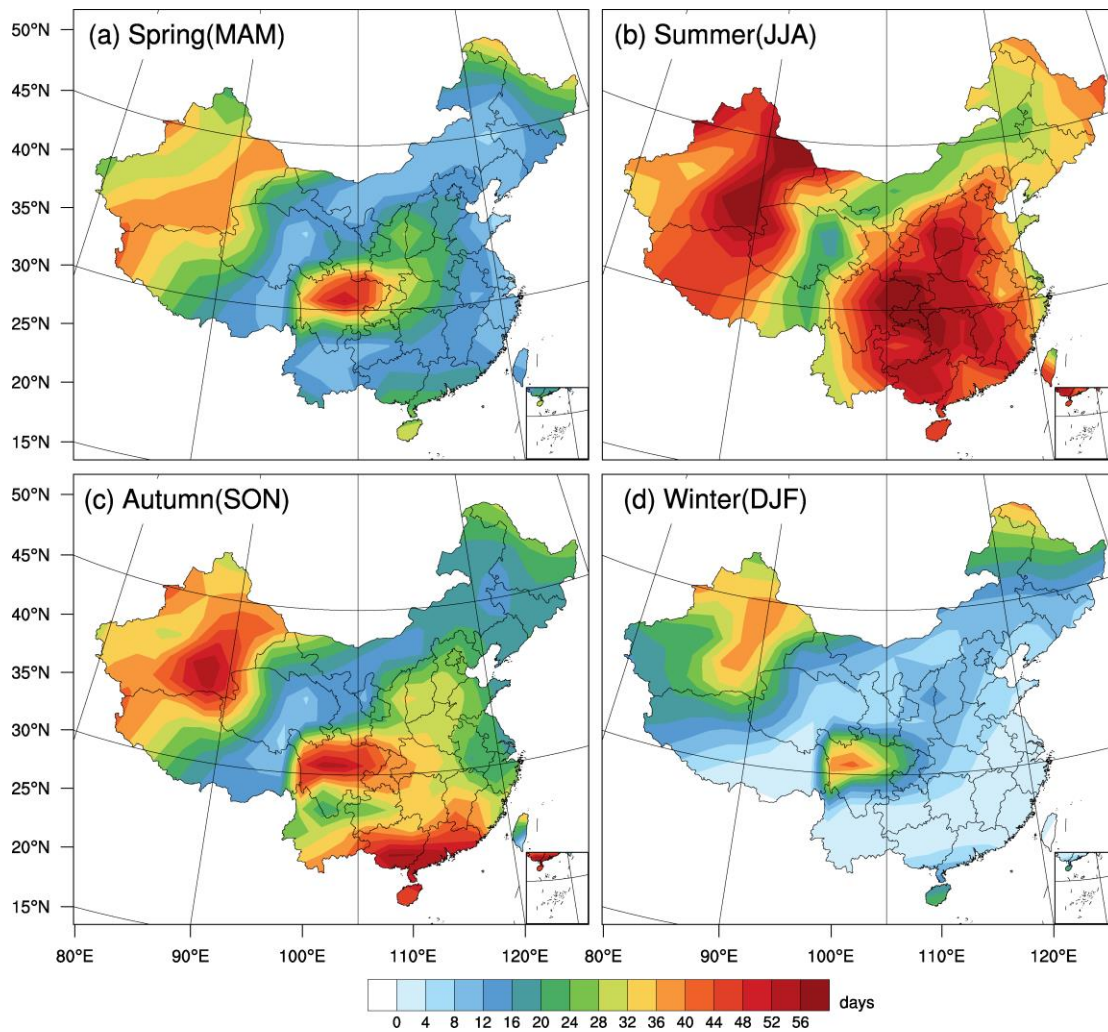 50°N
45°N
40°N
35°N
30°N
25°N
20°N
15°N
(a) Spring(MAM)
(b) Summer(JJA)
50°N
45°N
40°N
35°N
30°N
25°N
20°N
15°N
(c) Autumn(SON)
(d) Winter(DJF)
80°E 90°E 100°E 110°E 120°E 80°E 90°E 100°E 110°E 120°E
0 4 8 12 16 20 24 28 32 36 40 44 48 52 56 days